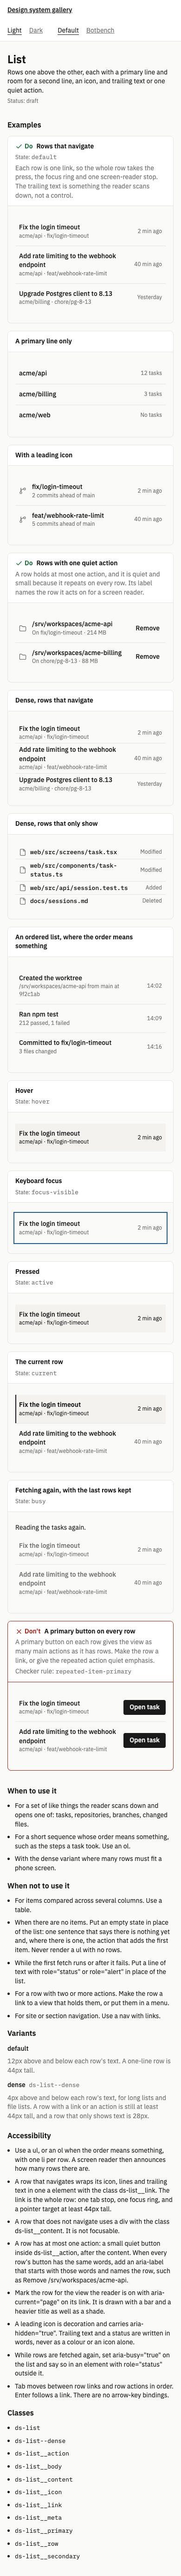 Design system gallery
Light Dark Default Botbench
List
Rows one above the other, each with a primary line and
room for a second line, an icon, and trailing text or one
quiet action.
Status: draft
Examples
Do Rows that navigate
State: default
Each row is one link, so the whole row takes the
press, the focus ring and one screen-reader stop.
The trailing text is something the reader scans
down, not a control.
Fix the login timeout
acme/api · fix/login-timeout
2 min ago
Add rate limiting to the webhook
endpoint
acme/api · feat/webhook-rate-limit
40 min ago
Upgrade Postgres client to 8.13
acme/billing · chore/pg-8-13
Yesterday
A primary line only
acme/api 12 tasks
acme/billing 3 tasks
acme/web No tasks
With a leading icon
fix/login-timeout
2 commits ahead of main
2 min ago
feat/webhook-rate-limit
5 commits ahead of main
40 min ago
Do Rows with one quiet action
A row holds at most one action, and it is quiet and
small because it repeats on every row. Its label
names the row it acts on for a screen reader.
/srv/workspaces/acme-api
On fix/login-timeout · 214 MB
Remove
/srv/workspaces/acme-billing
On chore/pg-8-13 · 88 MB
Remove
Dense, rows that navigate
Fix the login timeout
acme/api · fix/login-timeout
2 min ago
Add rate limiting to the webhook
endpoint
acme/api · feat/webhook-rate-limit
40 min ago
Upgrade Postgres client to 8.13
acme/billing · chore/pg-8-13
Yesterday
Dense, rows that only show
web/src/screens/task.tsx Modified
web/src/components/task-
status.ts
Modified
web/src/api/session.test.ts Added
docs/sessions.md Deleted
An ordered list, where the order means
something
Created the worktree
/srv/workspaces/acme-api from main at
9f2c1ab
14:02
Ran npm test
212 passed, 1 failed
14:09
Committed to fix/login-timeout
3 files changed
14:16
Hover
State: hover
Fix the login timeout
acme/api · fix/login-timeout
2 min ago
Keyboard focus
State: focus-visible
Fix the login timeout
acme/api · fix/login-timeout
2 min ago
Pressed
State: active
Fix the login timeout
acme/api · fix/login-timeout
2 min ago
The current row
State: current
Fix the login timeout
acme/api · fix/login-timeout
2 min ago
Add rate limiting to the webhook
endpoint
acme/api · feat/webhook-rate-limit
40 min ago
Fetching again, with the last rows kept
State: busy
Reading the tasks again.
Fix the login timeout
acme/api · fix/login-timeout
2 min ago
Add rate limiting to the webhook
endpoint
acme/api · feat/webhook-rate-limit
40 min ago
Don't A primary button on every row
A primary button on each row gives the view as
many main actions as it has rows. Make the row a
link, or give the repeated action quiet emphasis.
Checker rule: repeated-item-primary
Fix the login timeout
acme/api · fix/login-timeout
Open task
Add rate limiting to the webhook
endpoint
acme/api · feat/webhook-rate-limit
Open task
When to use it
For a set of like things the reader scans down and
opens one of: tasks, repositories, branches, changed
files.
For a short sequence whose order means something,
such as the steps a task took. Use an ol.
With the dense variant where many rows must fit a
phone screen.
When not to use it
For items compared across several columns. Use a
table.
When there are no items. Put an empty state in place
of the list: one sentence that says there is nothing yet
and, where there is one, the action that adds the first
item. Never render a ul with no rows.
While the first fetch runs or after it fails. Put a line of
text with role="status" or role="alert" in place of the
list.
For a row with two or more actions. Make the row a
link to a view that holds them, or put them in a menu.
For site or section navigation. Use a nav with links.
Variants
default
12px above and below each row's text. A one-line row is
44px tall.
dense ds-list--dense
4px above and below each row's text, for long lists and
file lists. A row with a link or an action is still at least
44px tall, and a row that only shows text is 28px.
Accessibility
Use a ul, or an ol when the order means something,
with one li per row. A screen reader then announces
how many rows there are.
A row that navigates wraps its icon, lines and trailing
text in one a element with the class ds-list__link. The
link is the whole row: one tab stop, one focus ring, and
a pointer target at least 44px tall.
A row that does not navigate uses a div with the class
ds-list__content. It is not focusable.
A row has at most one action: a small quiet button
inside ds-list__action, after the content. When every
row's button has the same words, add an aria-label
that starts with those words and names the row, such
as Remove /srv/workspaces/acme-api.
Mark the row for the view the reader is on with aria-
current="page" on its link. It is drawn with a bar and a
heavier title as well as a shade.
A leading icon is decoration and carries aria-
hidden="true". Trailing text and a status are written in
words, never as a colour or an icon alone.
While rows are fetched again, set aria-busy="true" on
the list and say so in an element with role="status"
outside it.
Tab moves between row links and row actions in order.
Enter follows a link. There are no arrow-key bindings.
Classes
ds-list
ds-list--dense
ds-list__action
ds-list__body
ds-list__content
ds-list__icon
ds-list__link
ds-list__meta
ds-list__primary
ds-list__row
ds-list__secondary